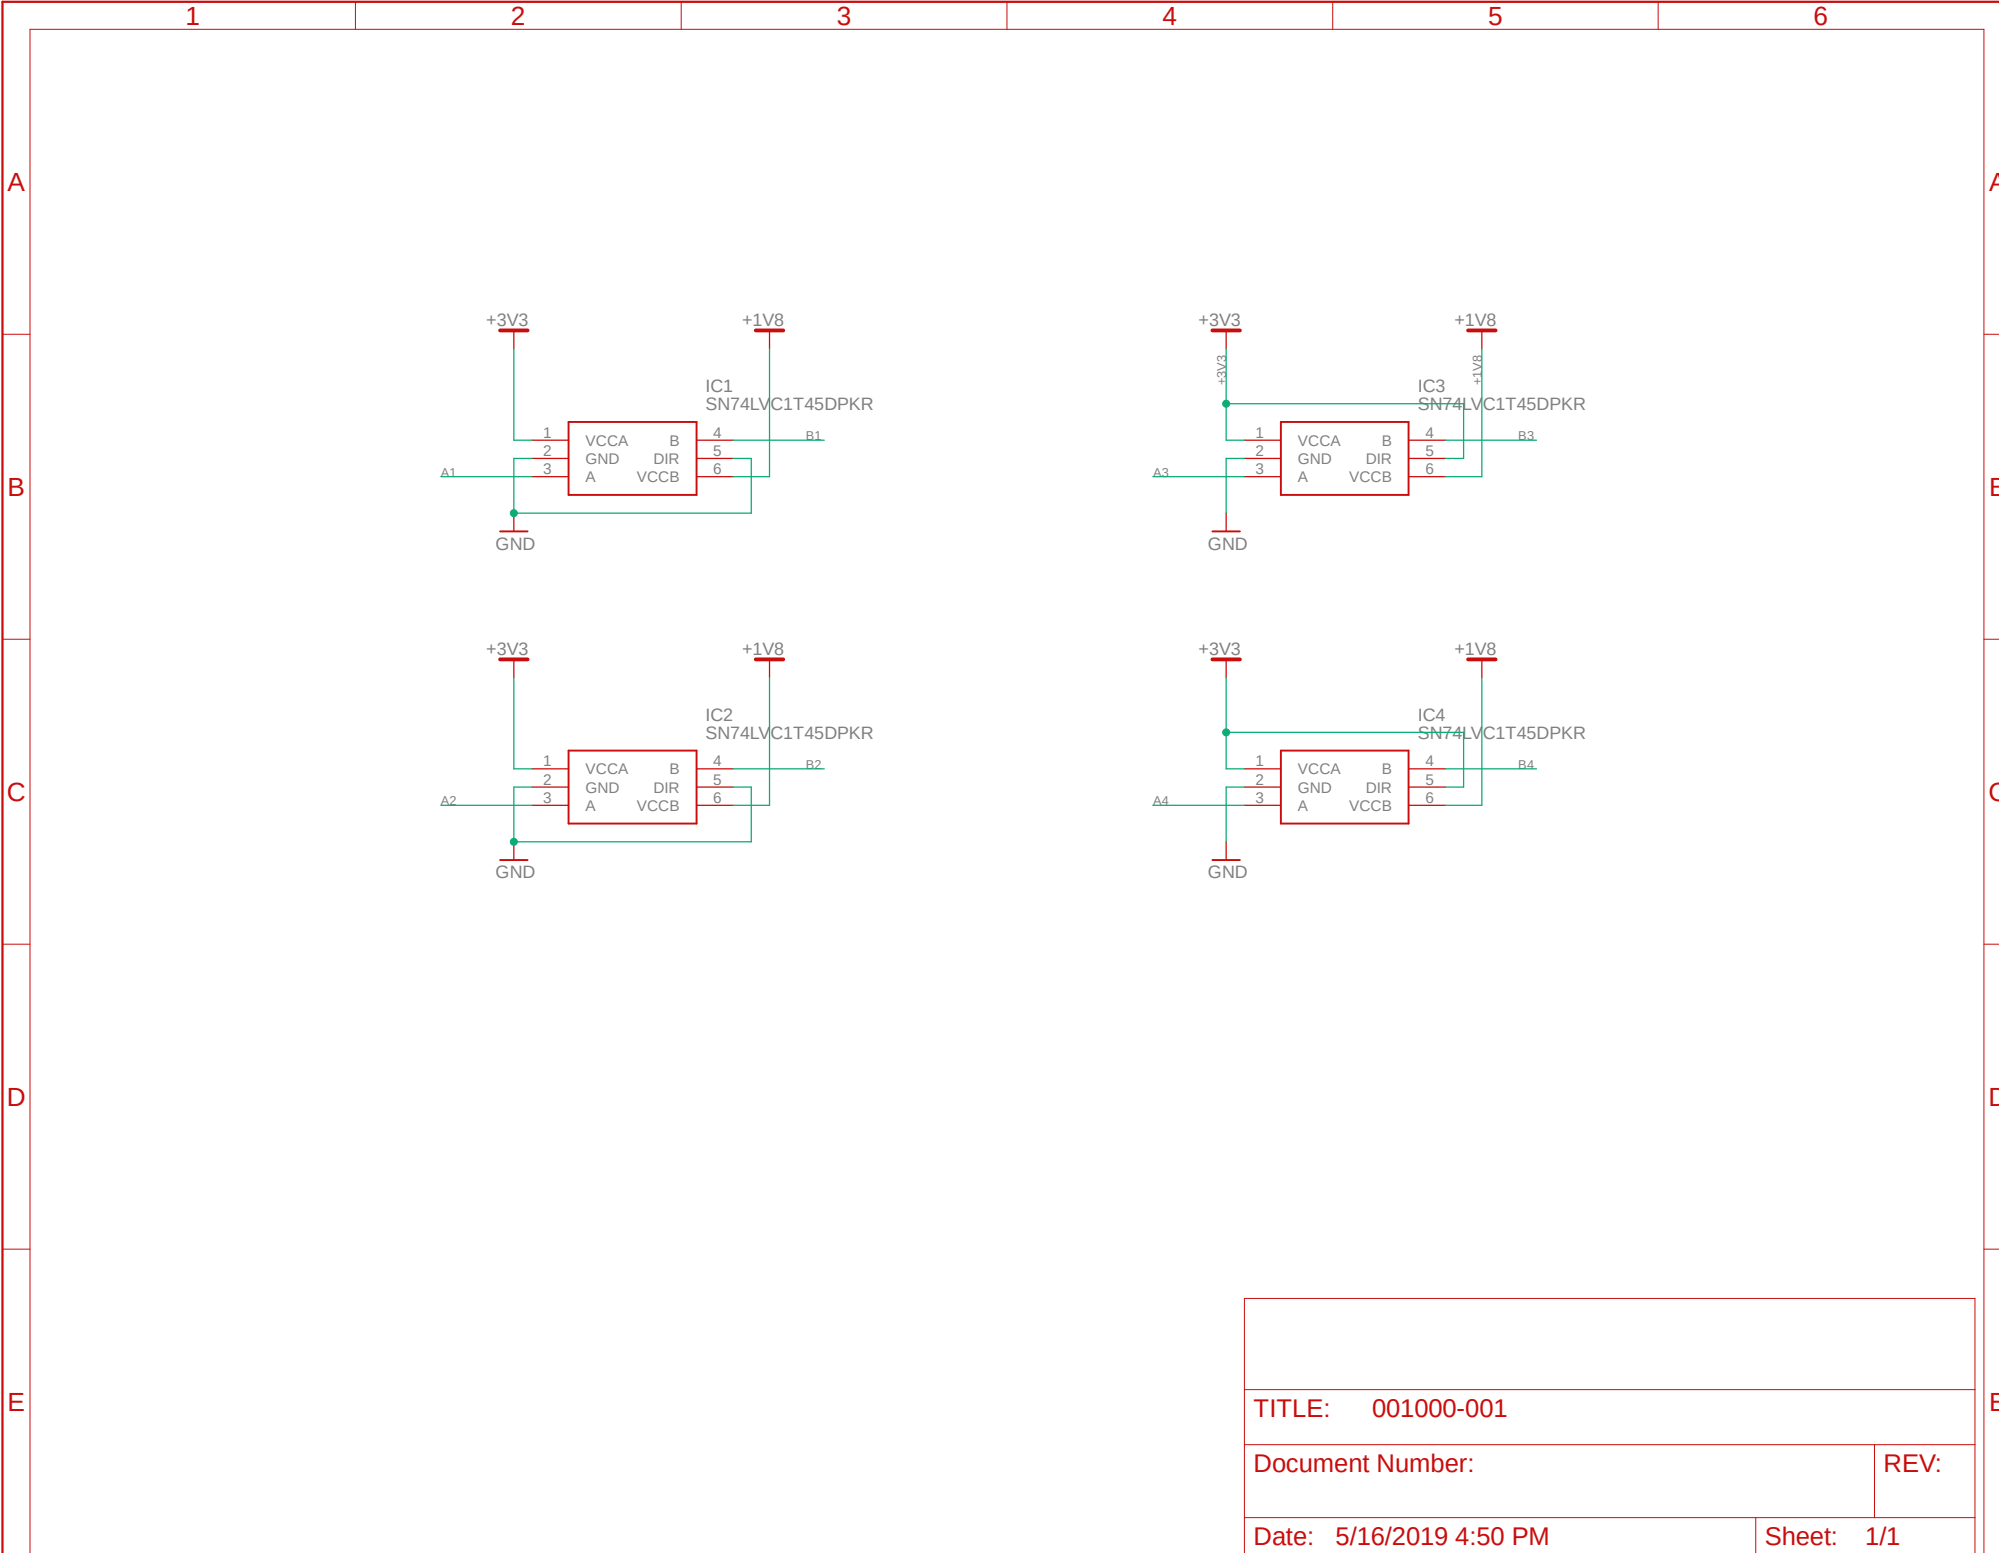 1 2 3 4 5 6
A A
+3V3 +1V8 +3V3 +1V8
+3V3 +1V8
IC1 IC3
SN74LVC1T45DPKR SN74LVC1T45DPKR
1 VCCA B 4 B1 1 VCCA B 4 B3
2 GND DIR 5 2 GND DIR 5
A1 3 A VCCB 6 A3 3 A VCCB 6
B
GND GND
+3V3 +1V8 +3V3 +1V8
IC2 IC4
SN74LVC1T45DPKR SN74LVC1T45DPKR
1 VCCA B 4 B2 1 VCCA B 4 B4
2 GND DIR 5 2 GND DIR 5
A2 3 A VCCB 6 A4 3 A VCCB 6
C
GND GND
D
E
TITLE: 001000-001
Document Number: REV:
Date: 5/16/2019 4:50 PM Sheet: 1/1